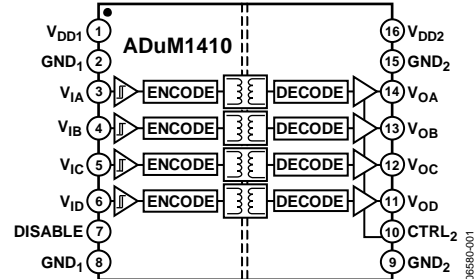 ADuM1410
V_DD1 1
GND_1 2
V_IA 3 ENCODE DECODE 14 V_OA
V_IB 4 ENCODE DECODE 13 V_OB
V_IC 5 ENCODE DECODE 12 V_OC
V_ID 6 ENCODE DECODE 11 V_OD
DISABLE 7
GND_1 8
16 V_DD2
15 GND_2
10 CTRL_2
9 GND_2
06580-001